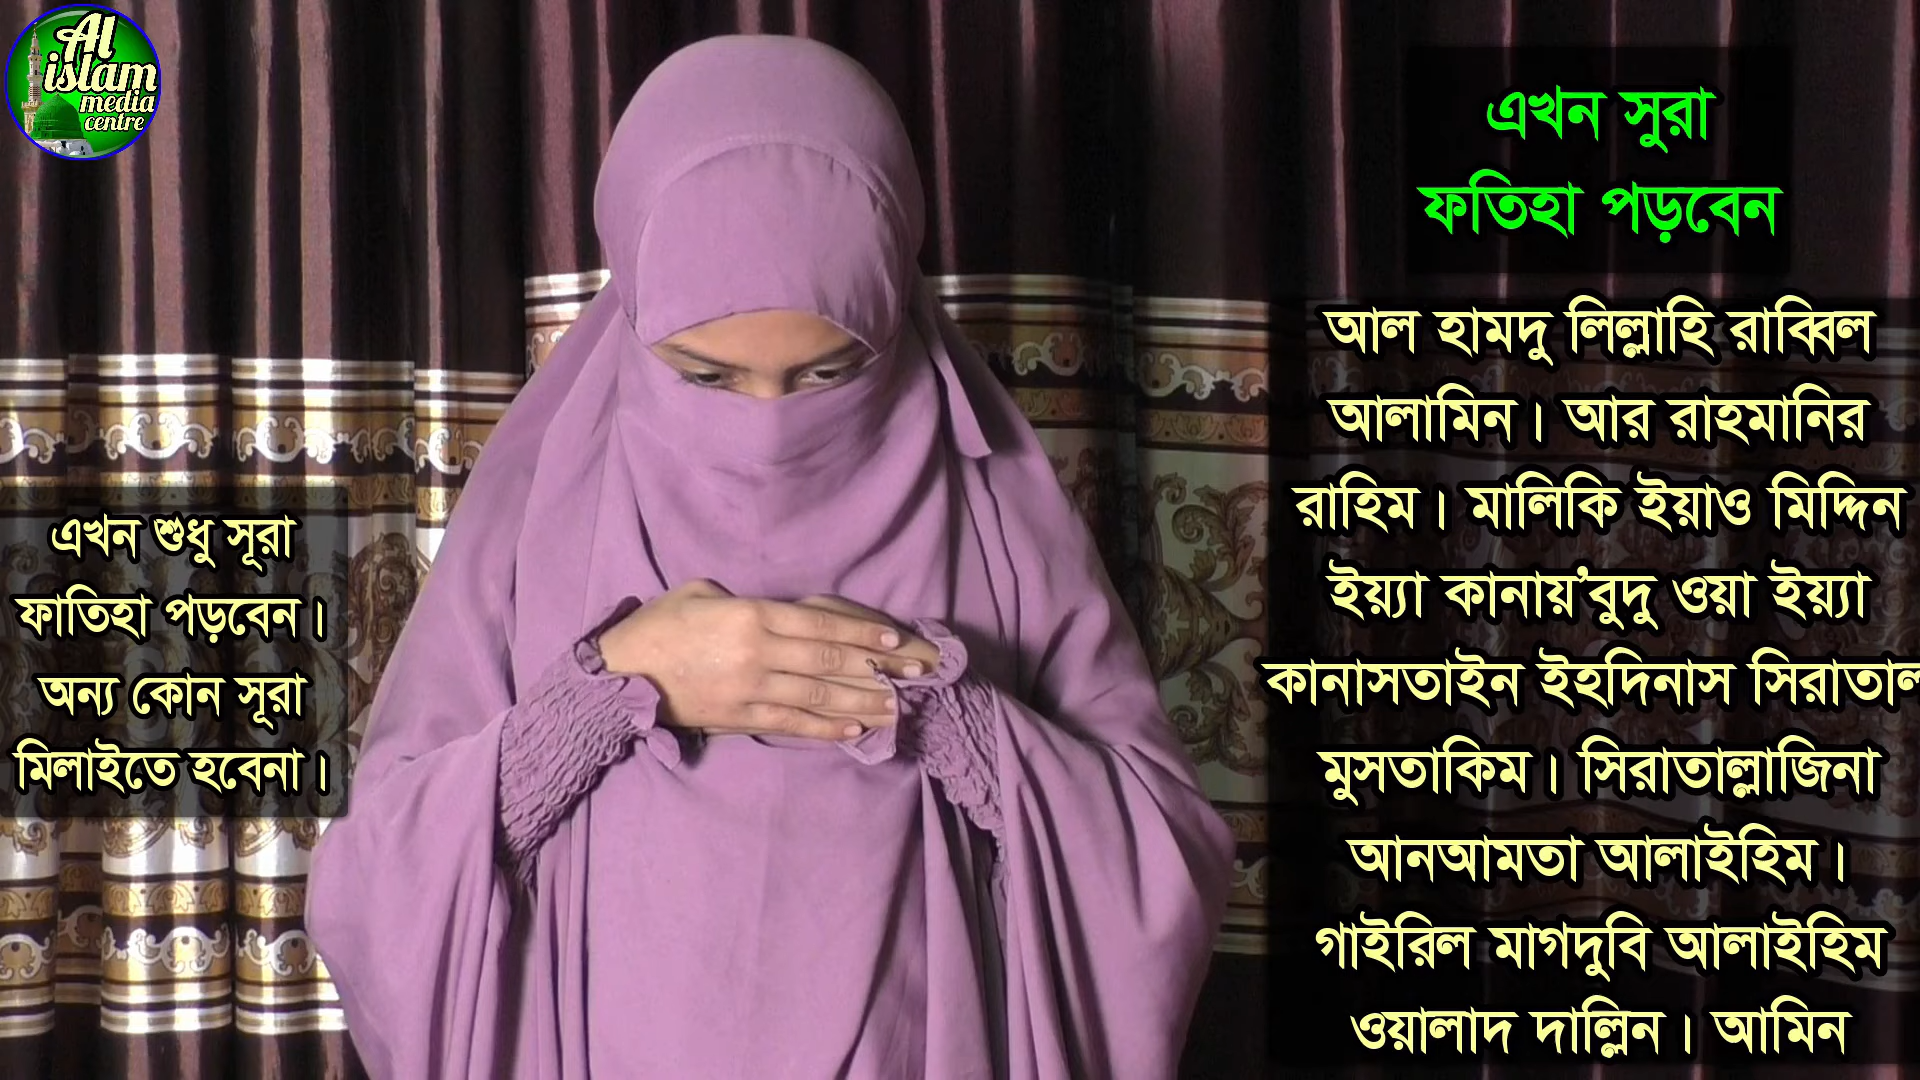 Al
islam
media
centre
এখন সুরা
ফতিহা পড়বেন
আল হামদু লিল্লাহি রাব্বিল
আলামিন। আর রাহমানির
রাহিম। মালিকি ইয়াও মিদ্দিন
ইয়্যা কানায়’বুদু ওয়া ইয়্যা
কানাসতাইন ইহদিনাস সিরাতাল
মুসতাকিম। সিরাতাল্লাজিনা
আনআমতা আলাইহিম।
গাইরিল মাগদুবি আলাইহিম
ওয়ালাদ দাল্লিন। আমিন
এখন শুধু সূরা
ফাতিহা পড়বেন।
অন্য কোন সূরা
মিলাইতে হবেনা।